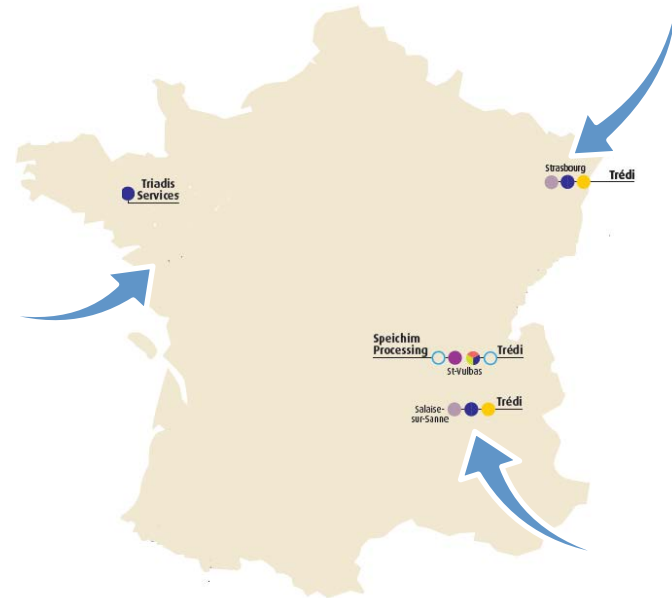 Strasbourg
Trédi
Triadis
Services
Speichim
Processing
Trédi
St-Vulbas
Trédi
Salaise-
sur-Sanne